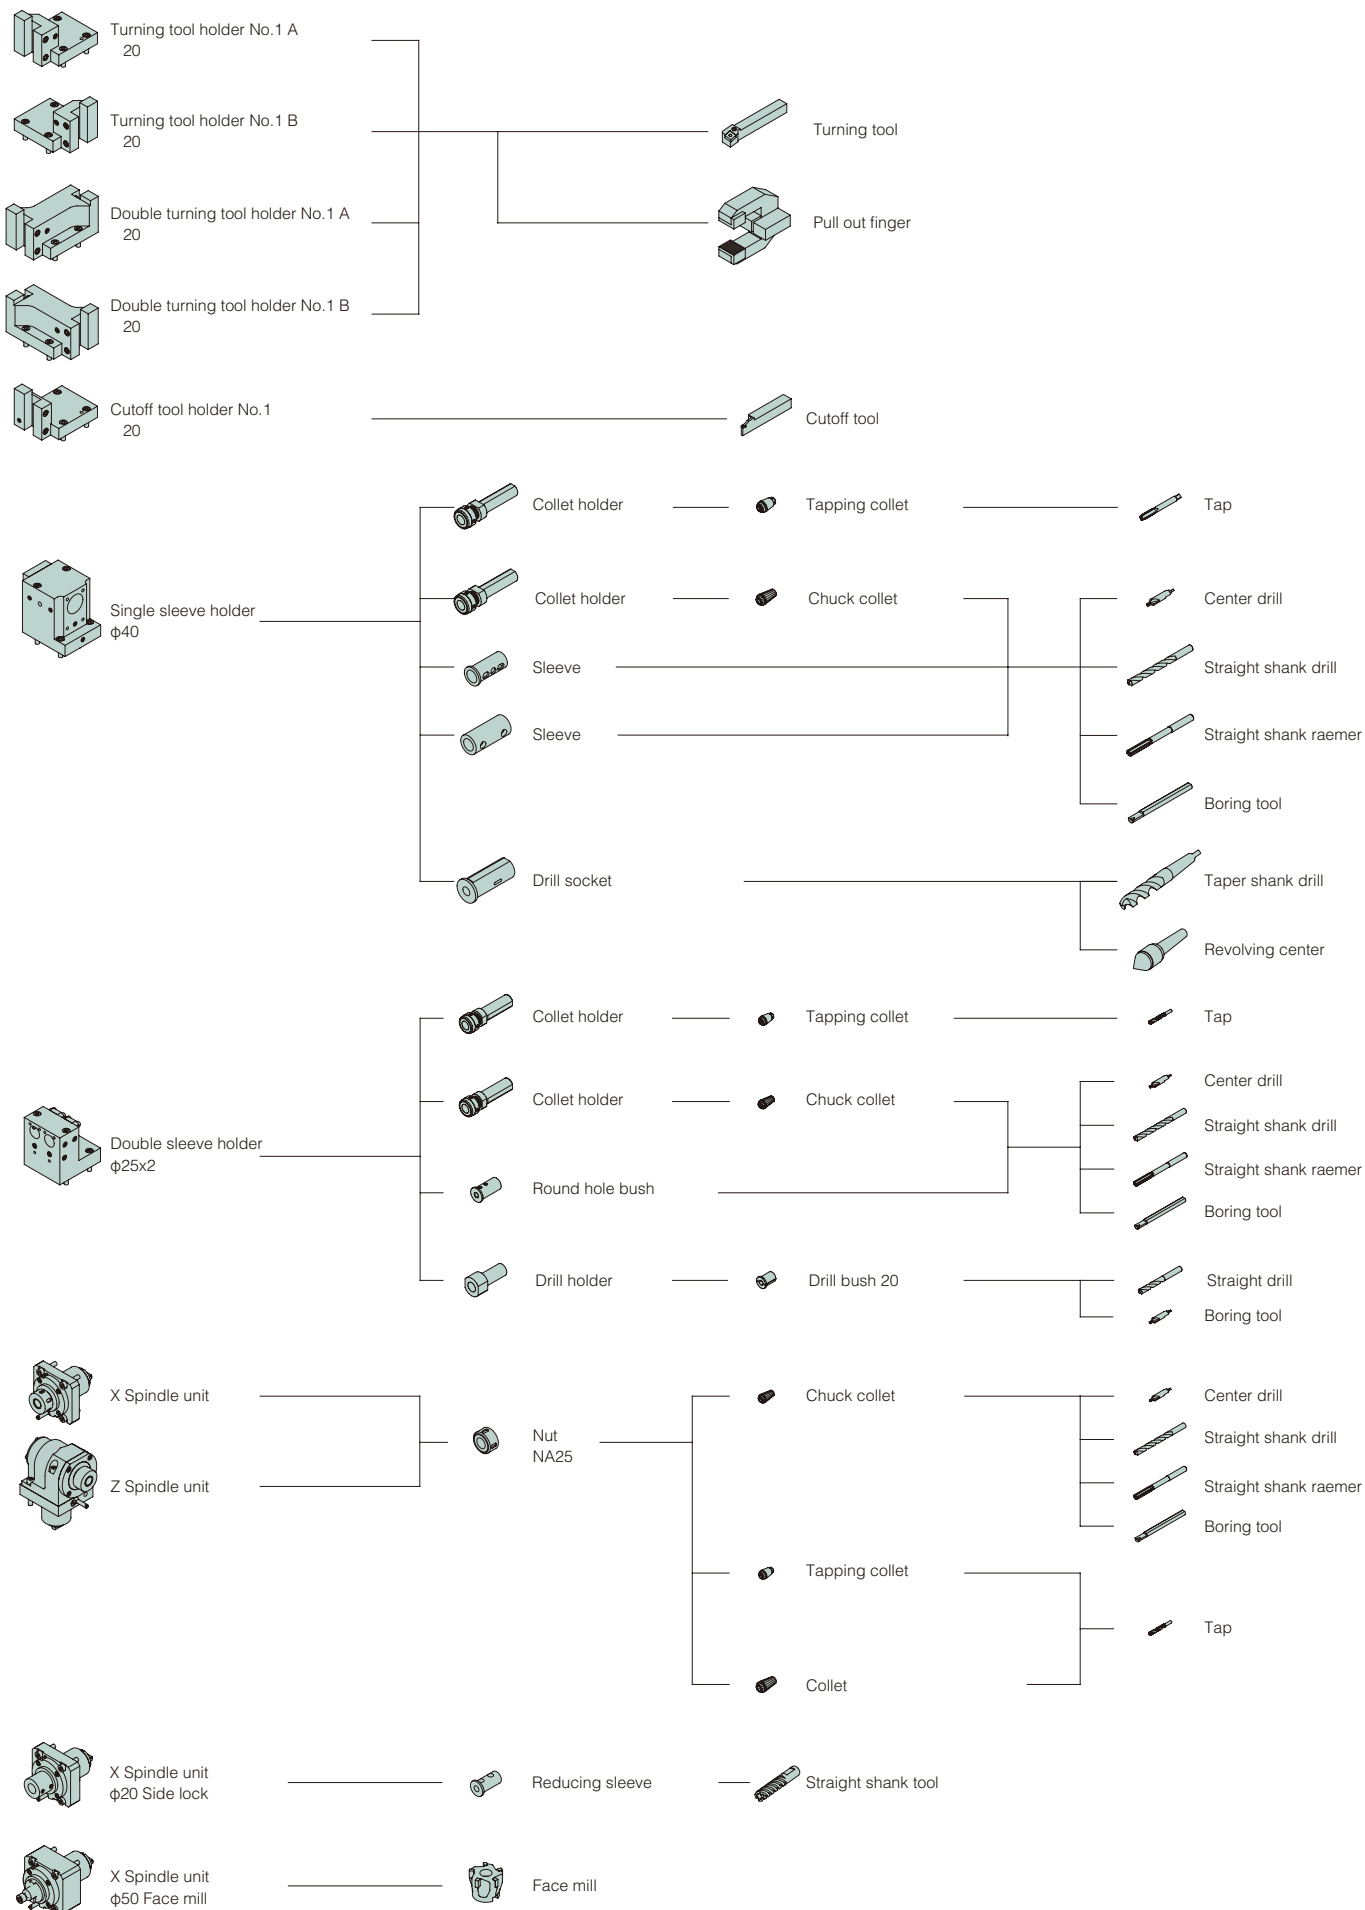 Turning tool holder No.1 A
20
Turning tool holder No.1 B
20
Turning tool
Double turning tool holder No.1 A
20
Pull out finger
Double turning tool holder No.1 B
20
Cutoff tool holder No.1
20
Cutoff tool
Single sleeve holder
φ40
Collet holder
Tapping collet
Tap
Collet holder
Chuck collet
Center drill
Sleeve
Straight shank drill
Sleeve
Straight shank raemer
Boring tool
Drill socket
Taper shank drill
Revolving center
Double sleeve holder
φ25x2
Collet holder
Tapping collet
Tap
Collet holder
Chuck collet
Center drill
Straight shank drill
Straight shank raemer
Round hole bush
Boring tool
Drill holder
Drill bush 20
Straight drill
Boring tool
X Spindle unit
Z Spindle unit
Nut
NA25
Chuck collet
Center drill
Straight shank drill
Straight shank raemer
Boring tool
Tapping collet
Tap
Collet
X Spindle unit
φ20 Side lock
Reducing sleeve
Straight shank tool
X Spindle unit
φ50 Face mill
Face mill